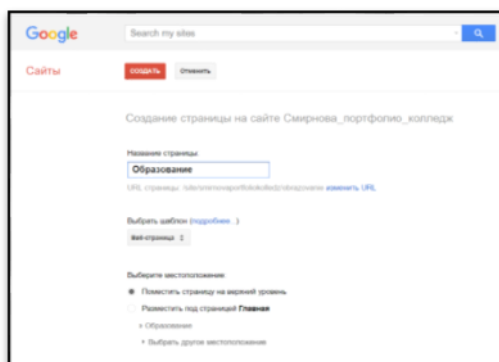 Google
Search my sites
Сайты
СОЗДАТЬ Отменить
Создание страницы на сайте Смирнова_портфолио_колледж
Название страницы
Образование
URL страницы: изменить URL
Выбрать шаблон (подробнее...)
Веб-страница
Выберите местоположение
Поместить страницу на верхний уровень
Разместить под страницей Главная
Образование
Выбрать другое местоположение